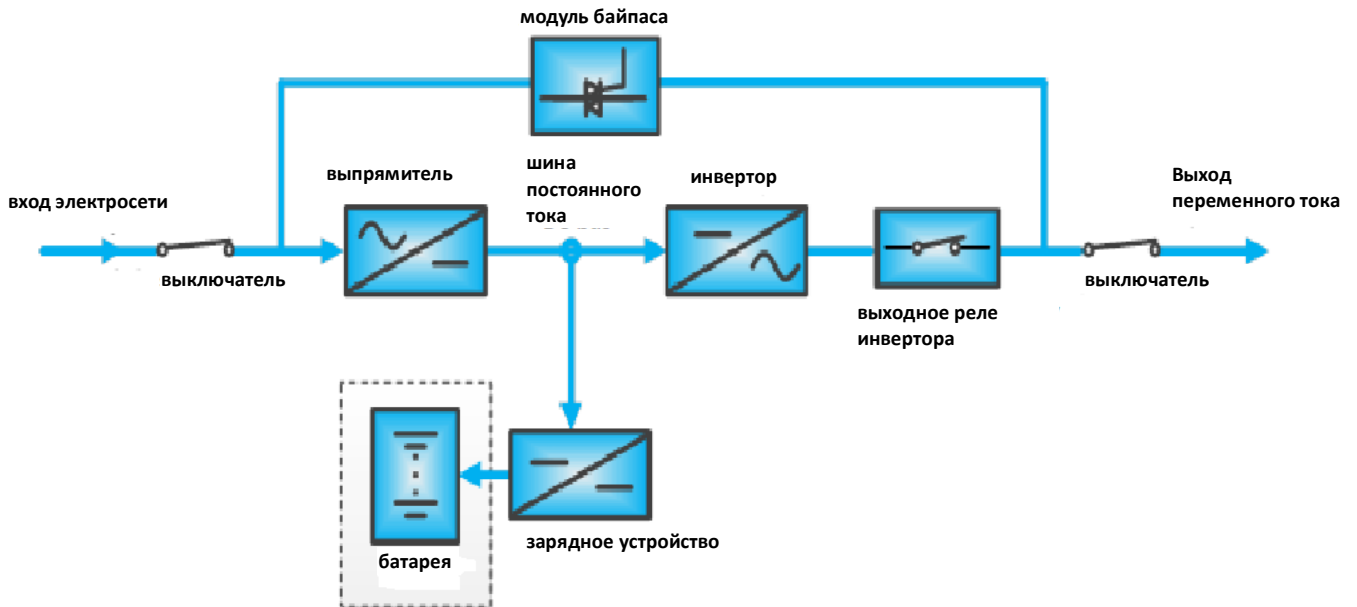 модуль байпаса
выпрямитель
шина
постоянного
тока
инвертор
Выход
переменного тока
вход электросети
выключатель
выключатель
выходное реле
инвертора
зарядное устройство
батарея